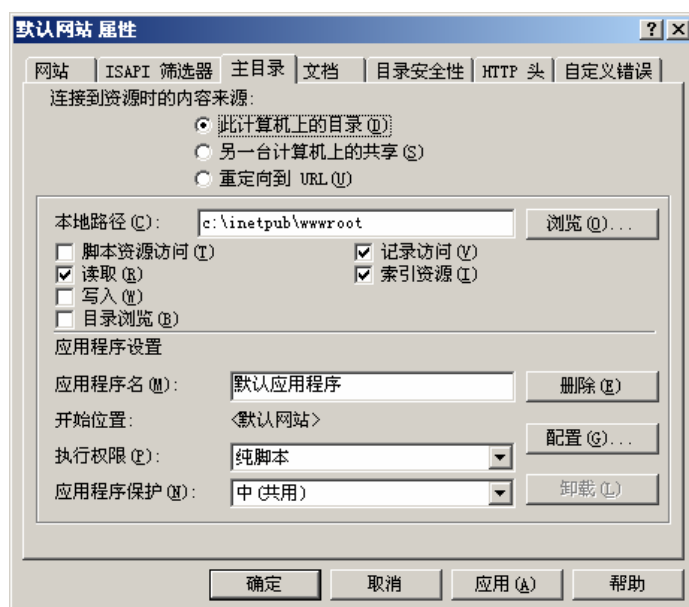 默认网站 属性
网站 ISAPI 筛选器 主目录 文档 目录安全性 HTTP 头 自定义错误
连接到资源时的内容来源:
此计算机上的目录(D)
另一台计算机上的共享(S)
重定向到 URL(U)
本地路径(C): c:\inetpub\wwwroot 浏览(O)...
脚本资源访问(T) 记录访问(V)
读取(R) 索引资源(I)
写入(W)
目录浏览(B)
应用程序设置
应用程序名(M): 默认应用程序 删除(E)
开始位置: <默认网站>
配置(G)...
执行权限(P): 纯脚本
应用程序保护(N): 中(共用) 卸载(L)
确定 取消 应用(A) 帮助